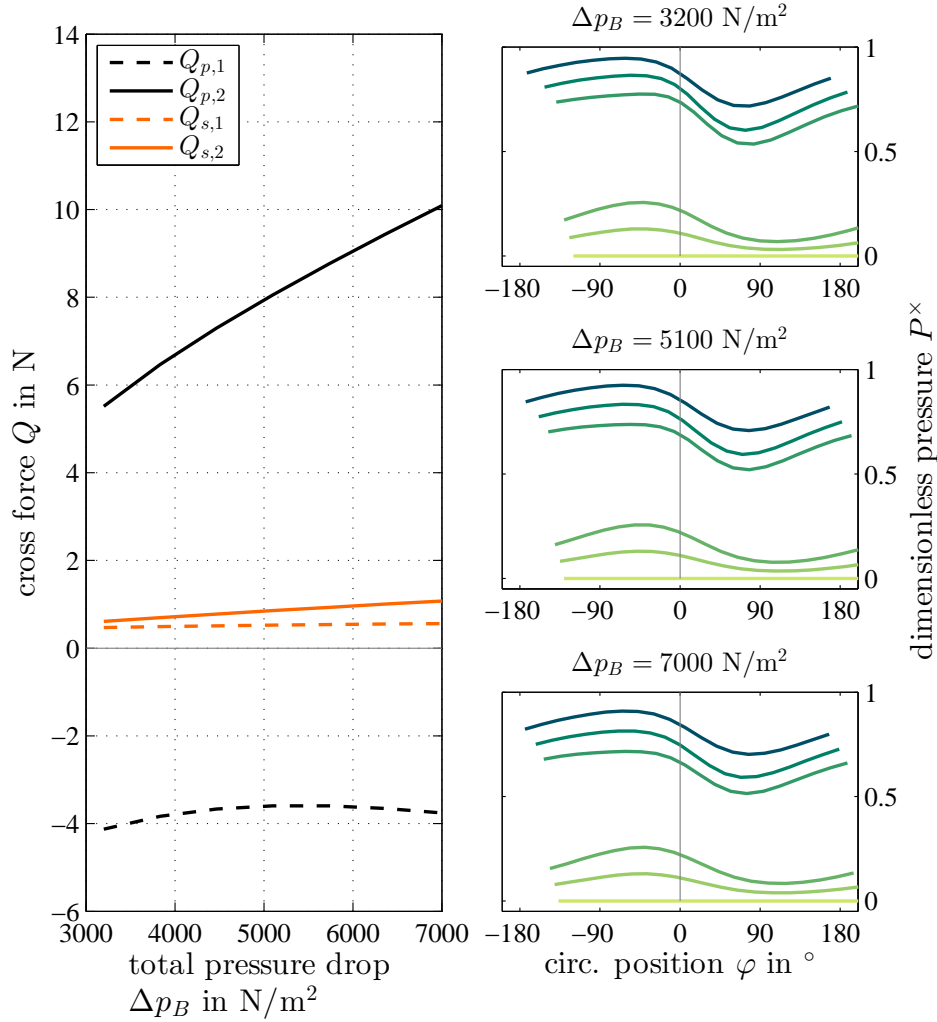 14
12
10
8
6
4
2
0
−2
−4
−6
3000 4000 5000 6000 7000
Q_{p,1}
Q_{p,2}
Q_{s,1}
Q_{s,2}
cross force Q in N
total pressure drop
Δp_B in N/m²
Δp_B = 3200 N/m²
1
0.5
0
−180 −90 0 90 180
Δp_B = 5100 N/m²
1
0.5
0
−180 −90 0 90 180
Δp_B = 7000 N/m²
1
0.5
0
−180 −90 0 90 180
circ. position φ in °
dimensionless pressure P^×